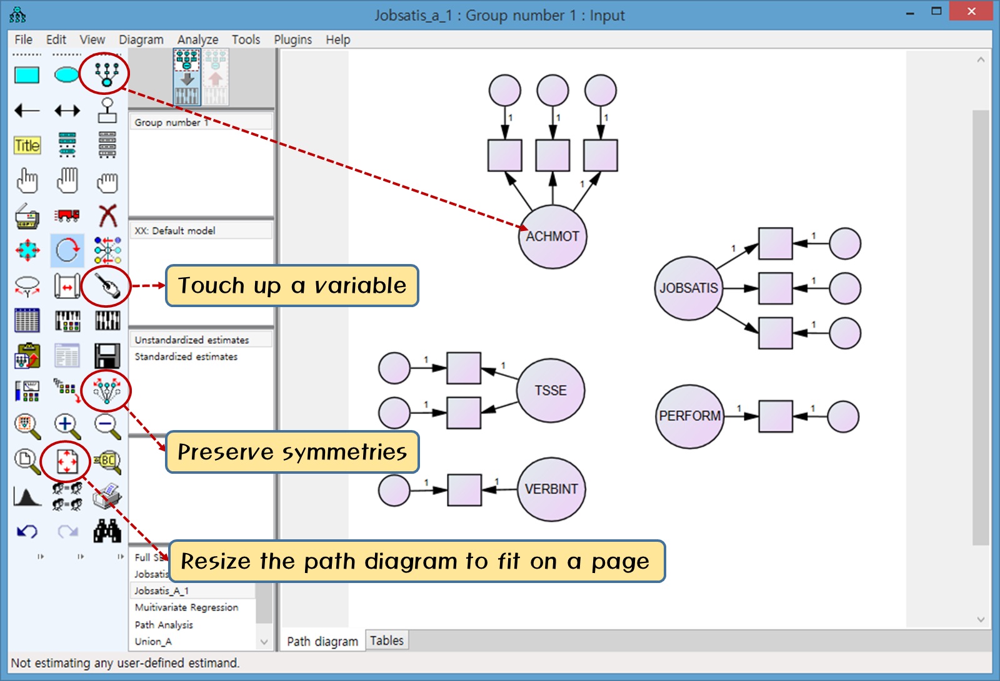 Jobsatis_a_1 : Group number 1 : Input
File Edit View Diagram Analyze Tools Plugins Help
Title
Group number 1
XX: Default model
Touch up a variable
Unstandardized estimates
Standardized estimates
Preserve symmetries
BC
Resize the path diagram to fit on a page
Full
Jobsatis
Jobsatis_A_1
Muitivariate Regression
Path Analysis
Union_A
1 1 1
1
ACHMOT
1 1
JOBSATIS
1
1
1 1
TSSE
1
PERFORM
1 1
1 1
VERBINT
Path diagram Tables
Not estimating any user-defined estimand.